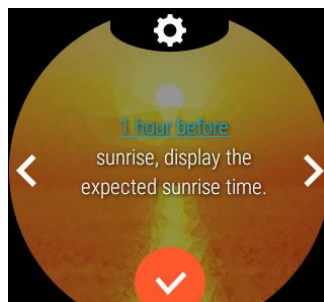 1 hour before
sunrise, display the
expected sunrise time.